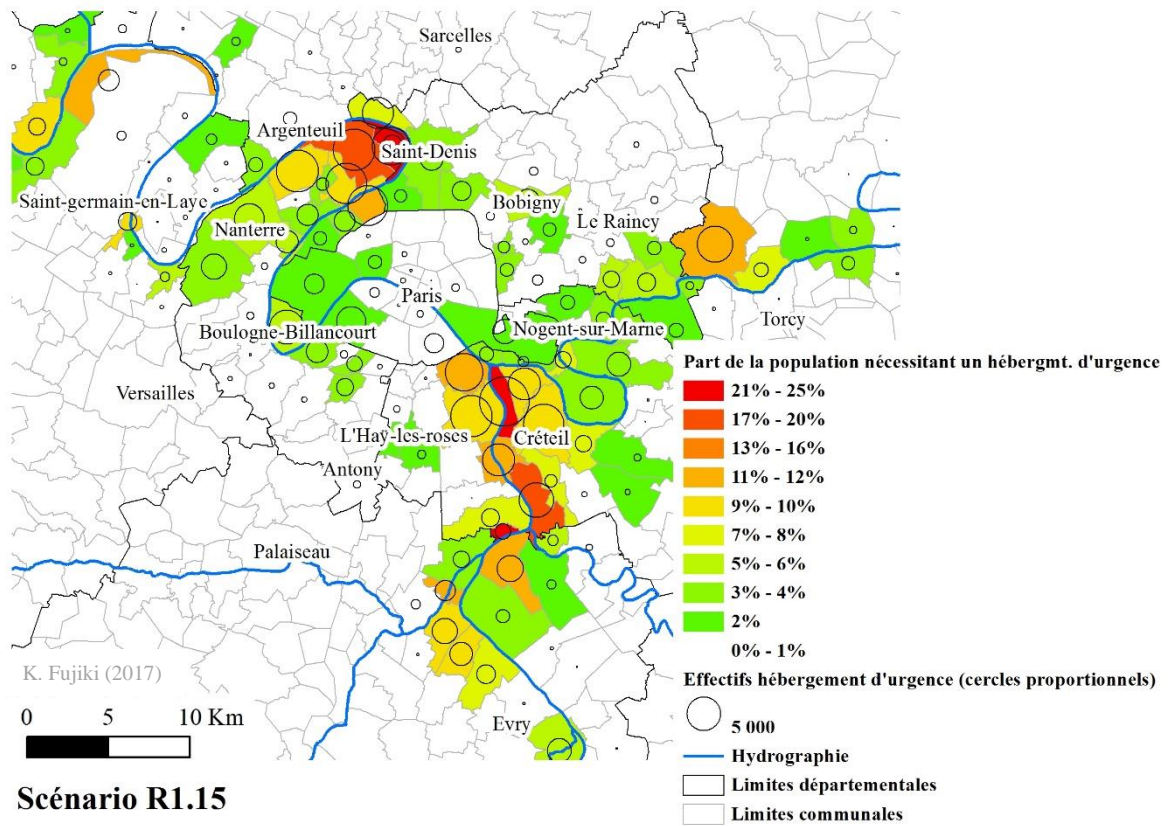 Sarcelles
Argenteuil
Saint-Denis
Saint-germain-en-Laye
Bobigny
Le Raincy
Nanterre
Paris
Torcy
Boulogne-Billancourt
Nogent-sur-Marne
Versailles
L'Haÿ-les-roses
Créteil
Antony
Palaiseau
Evry
Part de la population nécessitant un hébergmt. d'urgence
21% - 25%
17% - 20%
13% - 16%
11% - 12%
9% - 10%
7% - 8%
5% - 6%
3% - 4%
2%
0% - 1%
Effectifs hébergement d'urgence (cercles proportionnels)
5 000
Hydrographie
Limites départementales
Limites communales
K. Fujiki (2017)
0 5 10 Km
Scénario R1.15